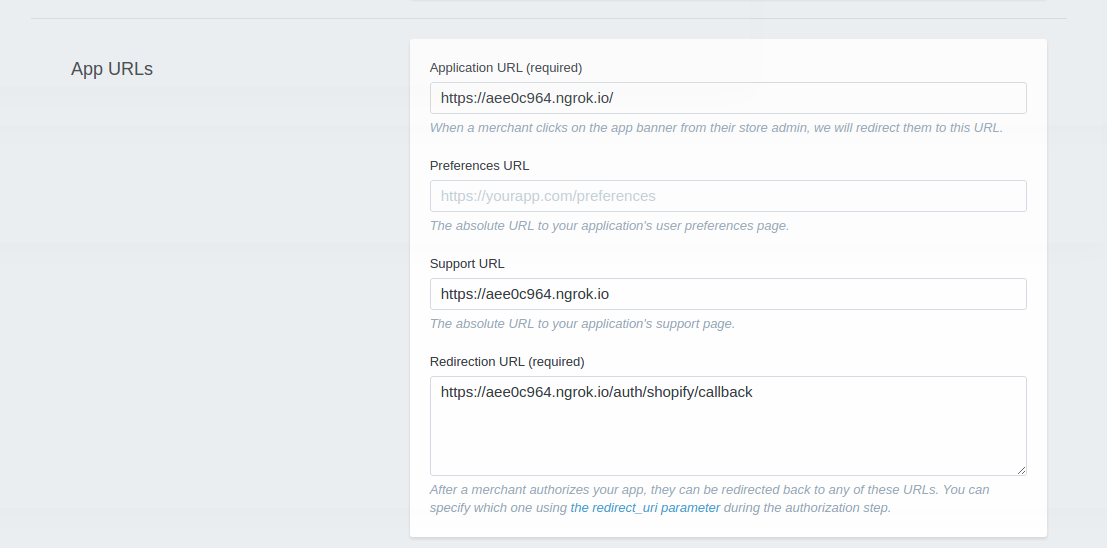 App URLs
Application URL (required)
https://aee0c964.ngrok.io/
When a merchant clicks on the app banner from their store admin, we will redirect them to this URL.
Preferences URL
https://yourapp.com/preferences
The absolute URL to your application's user preferences page.
Support URL
https://aee0c964.ngrok.io
The absolute URL to your application's support page.
Redirection URL (required)
https://aee0c964.ngrok.io/auth/shopify/callback
After a merchant authorizes your app, they can be redirected back to any of these URLs. You can
specify which one using the redirect_uri parameter during the authorization step.